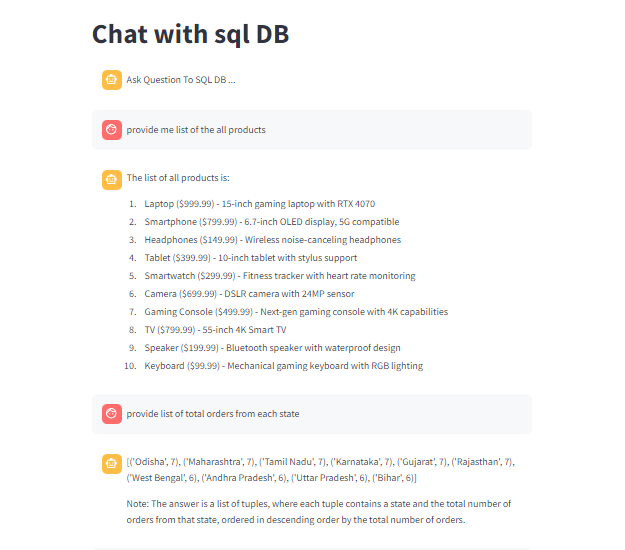 Chat with sql DB
Ask Question To SQL DB ...
provide me list of the all products
The list of all products is:
1. Laptop ($999.99) - 15-inch gaming laptop with RTX 4070
2. Smartphone ($799.99) - 6.7-inch OLED display, 5G compatible
3. Headphones ($149.99) - Wireless noise-canceling headphones
4. Tablet ($399.99) - 10-inch tablet with stylus support
5. Smartwatch ($299.99) - Fitness tracker with heart rate monitoring
6. Camera ($699.99) - DSLR camera with 24MP sensor
7. Gaming Console ($499.99) - Next-gen gaming console with 4K capabilities
8. TV ($799.99) - 55-inch 4K Smart TV
9. Speaker ($199.99) - Bluetooth speaker with waterproof design
10. Keyboard ($99.99) - Mechanical gaming keyboard with RGB lighting
provide list of total orders from each state
[('Odisha', 7), ('Maharashtra', 7), ('Tamil Nadu', 7), ('Karnataka', 7), ('Gujarat', 7), ('Rajasthan', 7),
('West Bengal', 6), ('Andhra Pradesh', 6), ('Uttar Pradesh', 6), ('Bihar', 6)]
Note: The answer is a list of tuples, where each tuple contains a state and the total number of
orders from that state, ordered in descending order by the total number of orders.